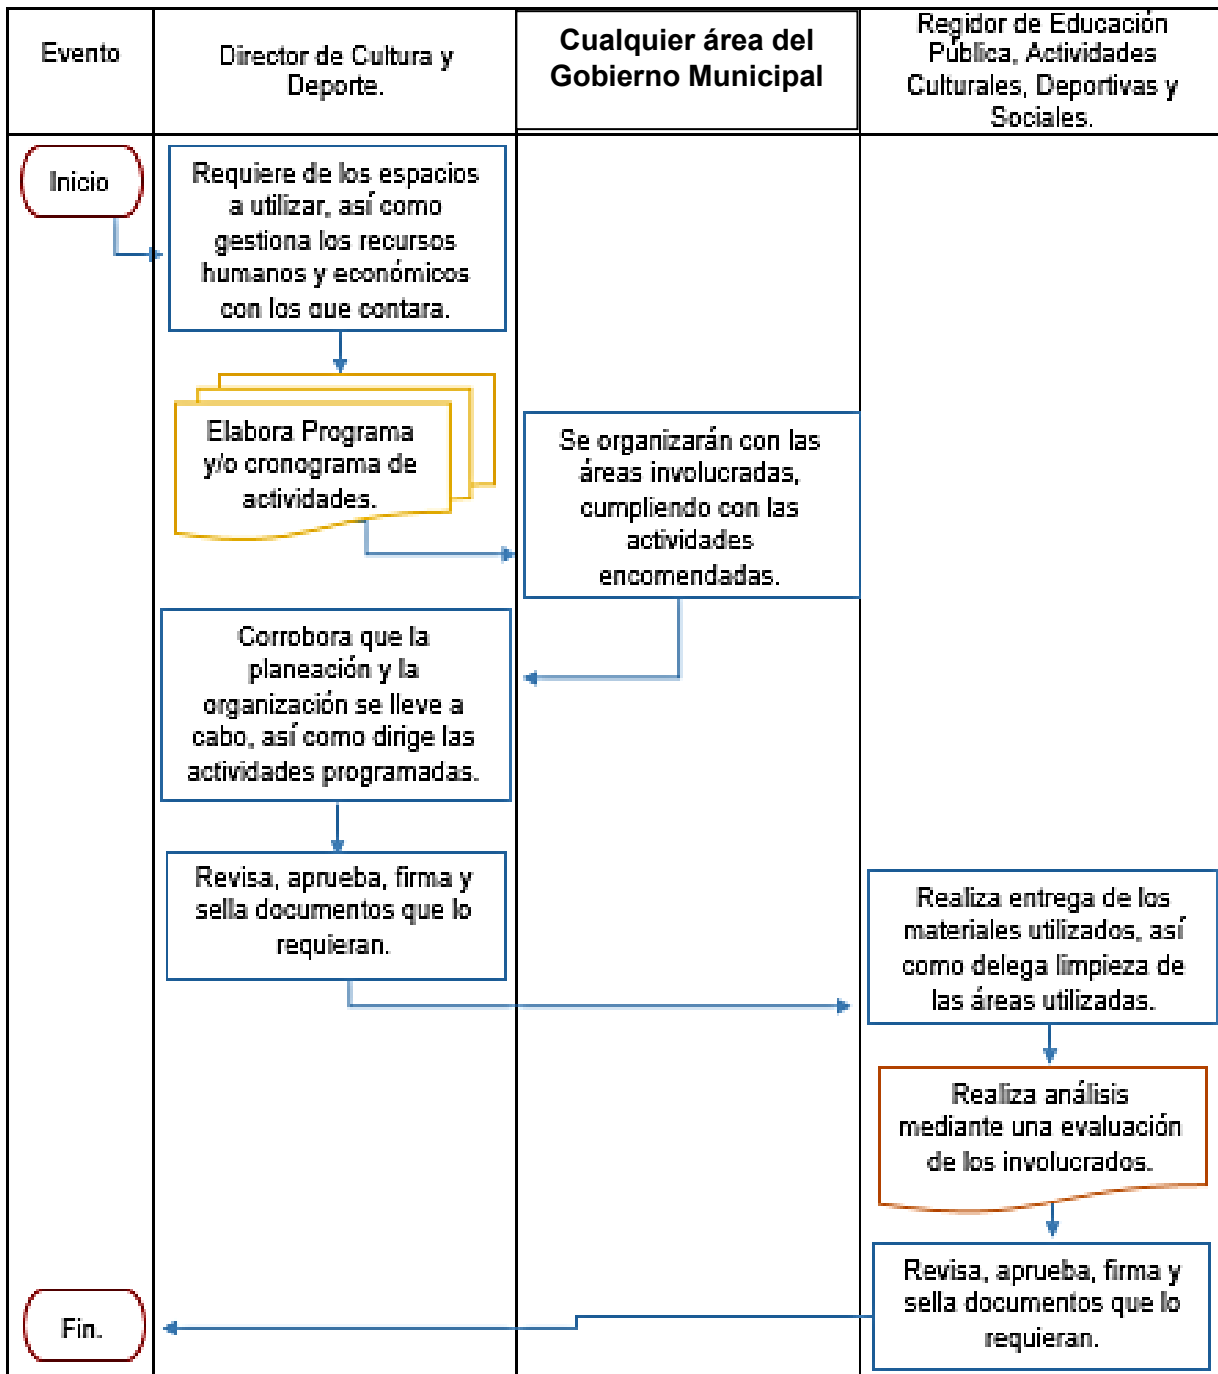 Evento
Director de Cultura y
Deporte.
Cualquier área del
Gobierno Municipal
Regidor de Educación
Pública, Actividades
Culturales, Deportivas y
Sociales.
Inicio
Requiere de los espacios
a utilizar, así como
gestiona los recursos
humanos y económicos
con los que contara.
Elabora Programa
y/o cronograma de
actividades.
Se organizarán con las
áreas involucradas,
cumpliendo con las
actividades
encomendadas.
Corrobora que la
planeación y la
organización se lleve a
cabo, así como dirige las
actividades programadas.
Revisa, aprueba, firma y
sella documentos que lo
requieran.
Realiza entrega de los
materiales utilizados, así
como delega limpieza de
las áreas utilizadas.
Realiza análisis
mediante una evaluación
de los involucrados.
Revisa, aprueba, firma y
sella documentos que lo
requieran.
Fin.